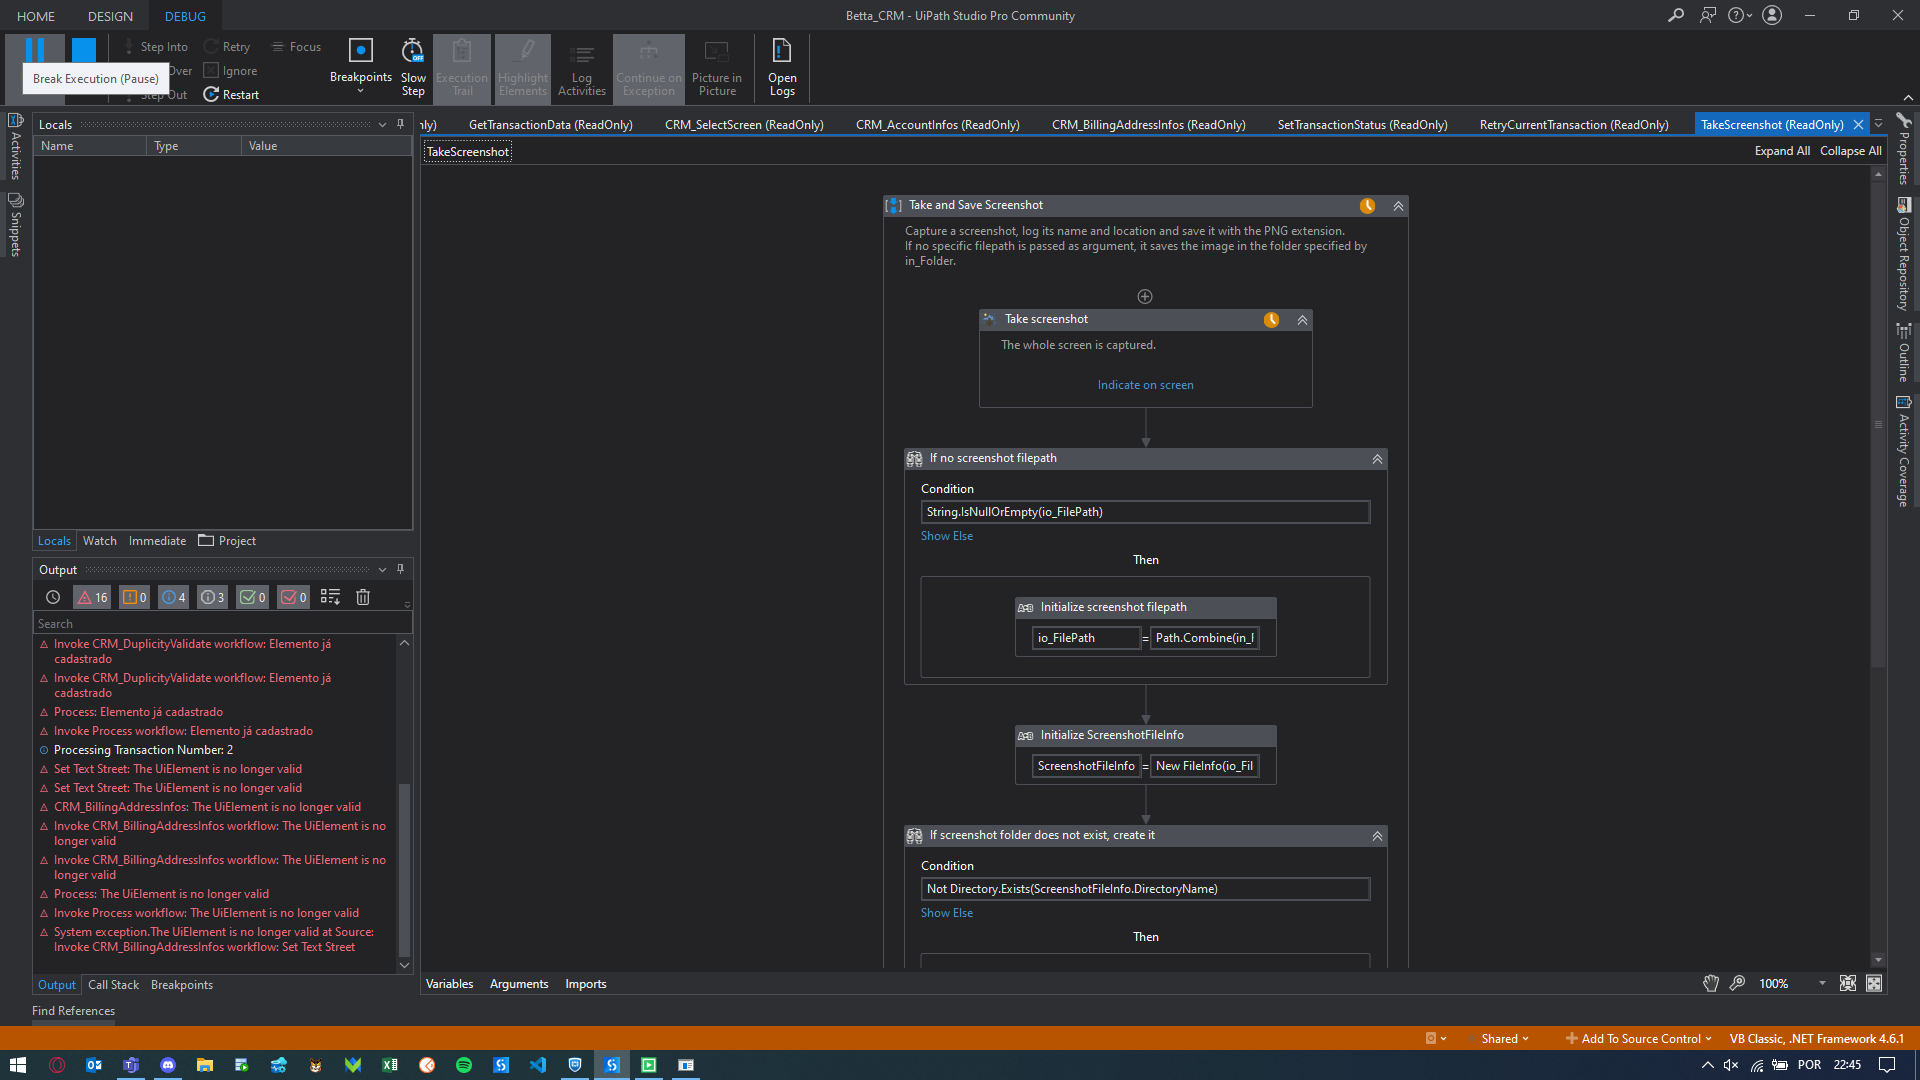 HOME
DESIGN
DEBUG
Betta_CRM - UiPath Studio Pro Community
Step Into
Retry
Focus
Over
Ignore
Step Out
Restart
Break Execution (Pause)
Breakpoints
Slow
Step
OFF
Execution
Trail
Highlight
Elements
Log
Activities
Continue on
Exception
Picture in
Picture
Open
Logs
Activities
Snippets
Locals
Name
Type
Value
Locals
Watch
Immediate
Project
Output
16
0
4
3
0
0
Search
Invoke CRM_DuplicityValidate workflow: Elemento já
cadastrado
Invoke CRM_DuplicityValidate workflow: Elemento já
cadastrado
Process: Elemento já cadastrado
Invoke Process workflow: Elemento já cadastrado
Processing Transaction Number: 2
Set Text Street: The UiElement is no longer valid
Set Text Street: The UiElement is no longer valid
CRM_BillingAddressInfos: The UiElement is no longer valid
Invoke CRM_BillingAddressInfos workflow: The UiElement is no
longer valid
Invoke CRM_BillingAddressInfos workflow: The UiElement is no
longer valid
Process: The UiElement is no longer valid
Invoke Process workflow: The UiElement is no longer valid
System exception.The UiElement is no longer valid at Source:
Invoke CRM_BillingAddressInfos workflow: Set Text Street
Output
Call Stack
Breakpoints
Find References
nly)
GetTransactionData (ReadOnly)
CRM_SelectScreen (ReadOnly)
CRM_AccountInfos (ReadOnly)
CRM_BillingAddressInfos (ReadOnly)
SetTransactionStatus (ReadOnly)
RetryCurrentTransaction (ReadOnly)
TakeScreenshot (ReadOnly)
TakeScreenshot
Expand All
Collapse All
Take and Save Screenshot
Capture a screenshot, log its name and location and save it with the PNG extension.
If no specific filepath is passed as argument, it saves the image in the folder specified by
in_Folder.
Take screenshot
The whole screen is captured.
Indicate on screen
If no screenshot filepath
Condition
String.IsNullOrEmpty(io_FilePath)
Show Else
Then
Initialize screenshot filepath
io_FilePath
=
Path.Combine(in_F
Initialize ScreenshotFileInfo
ScreenshotFileInfo
=
New FileInfo(io_Fil
If screenshot folder does not exist, create it
Condition
Not Directory.Exists(ScreenshotFileInfo.DirectoryName)
Show Else
Then
Variables
Arguments
Imports
100%
Properties
Object Repository
Outline
Activity Coverage
Shared
Add To Source Control
VB Classic, .NET Framework 4.6.1
POR
22:45